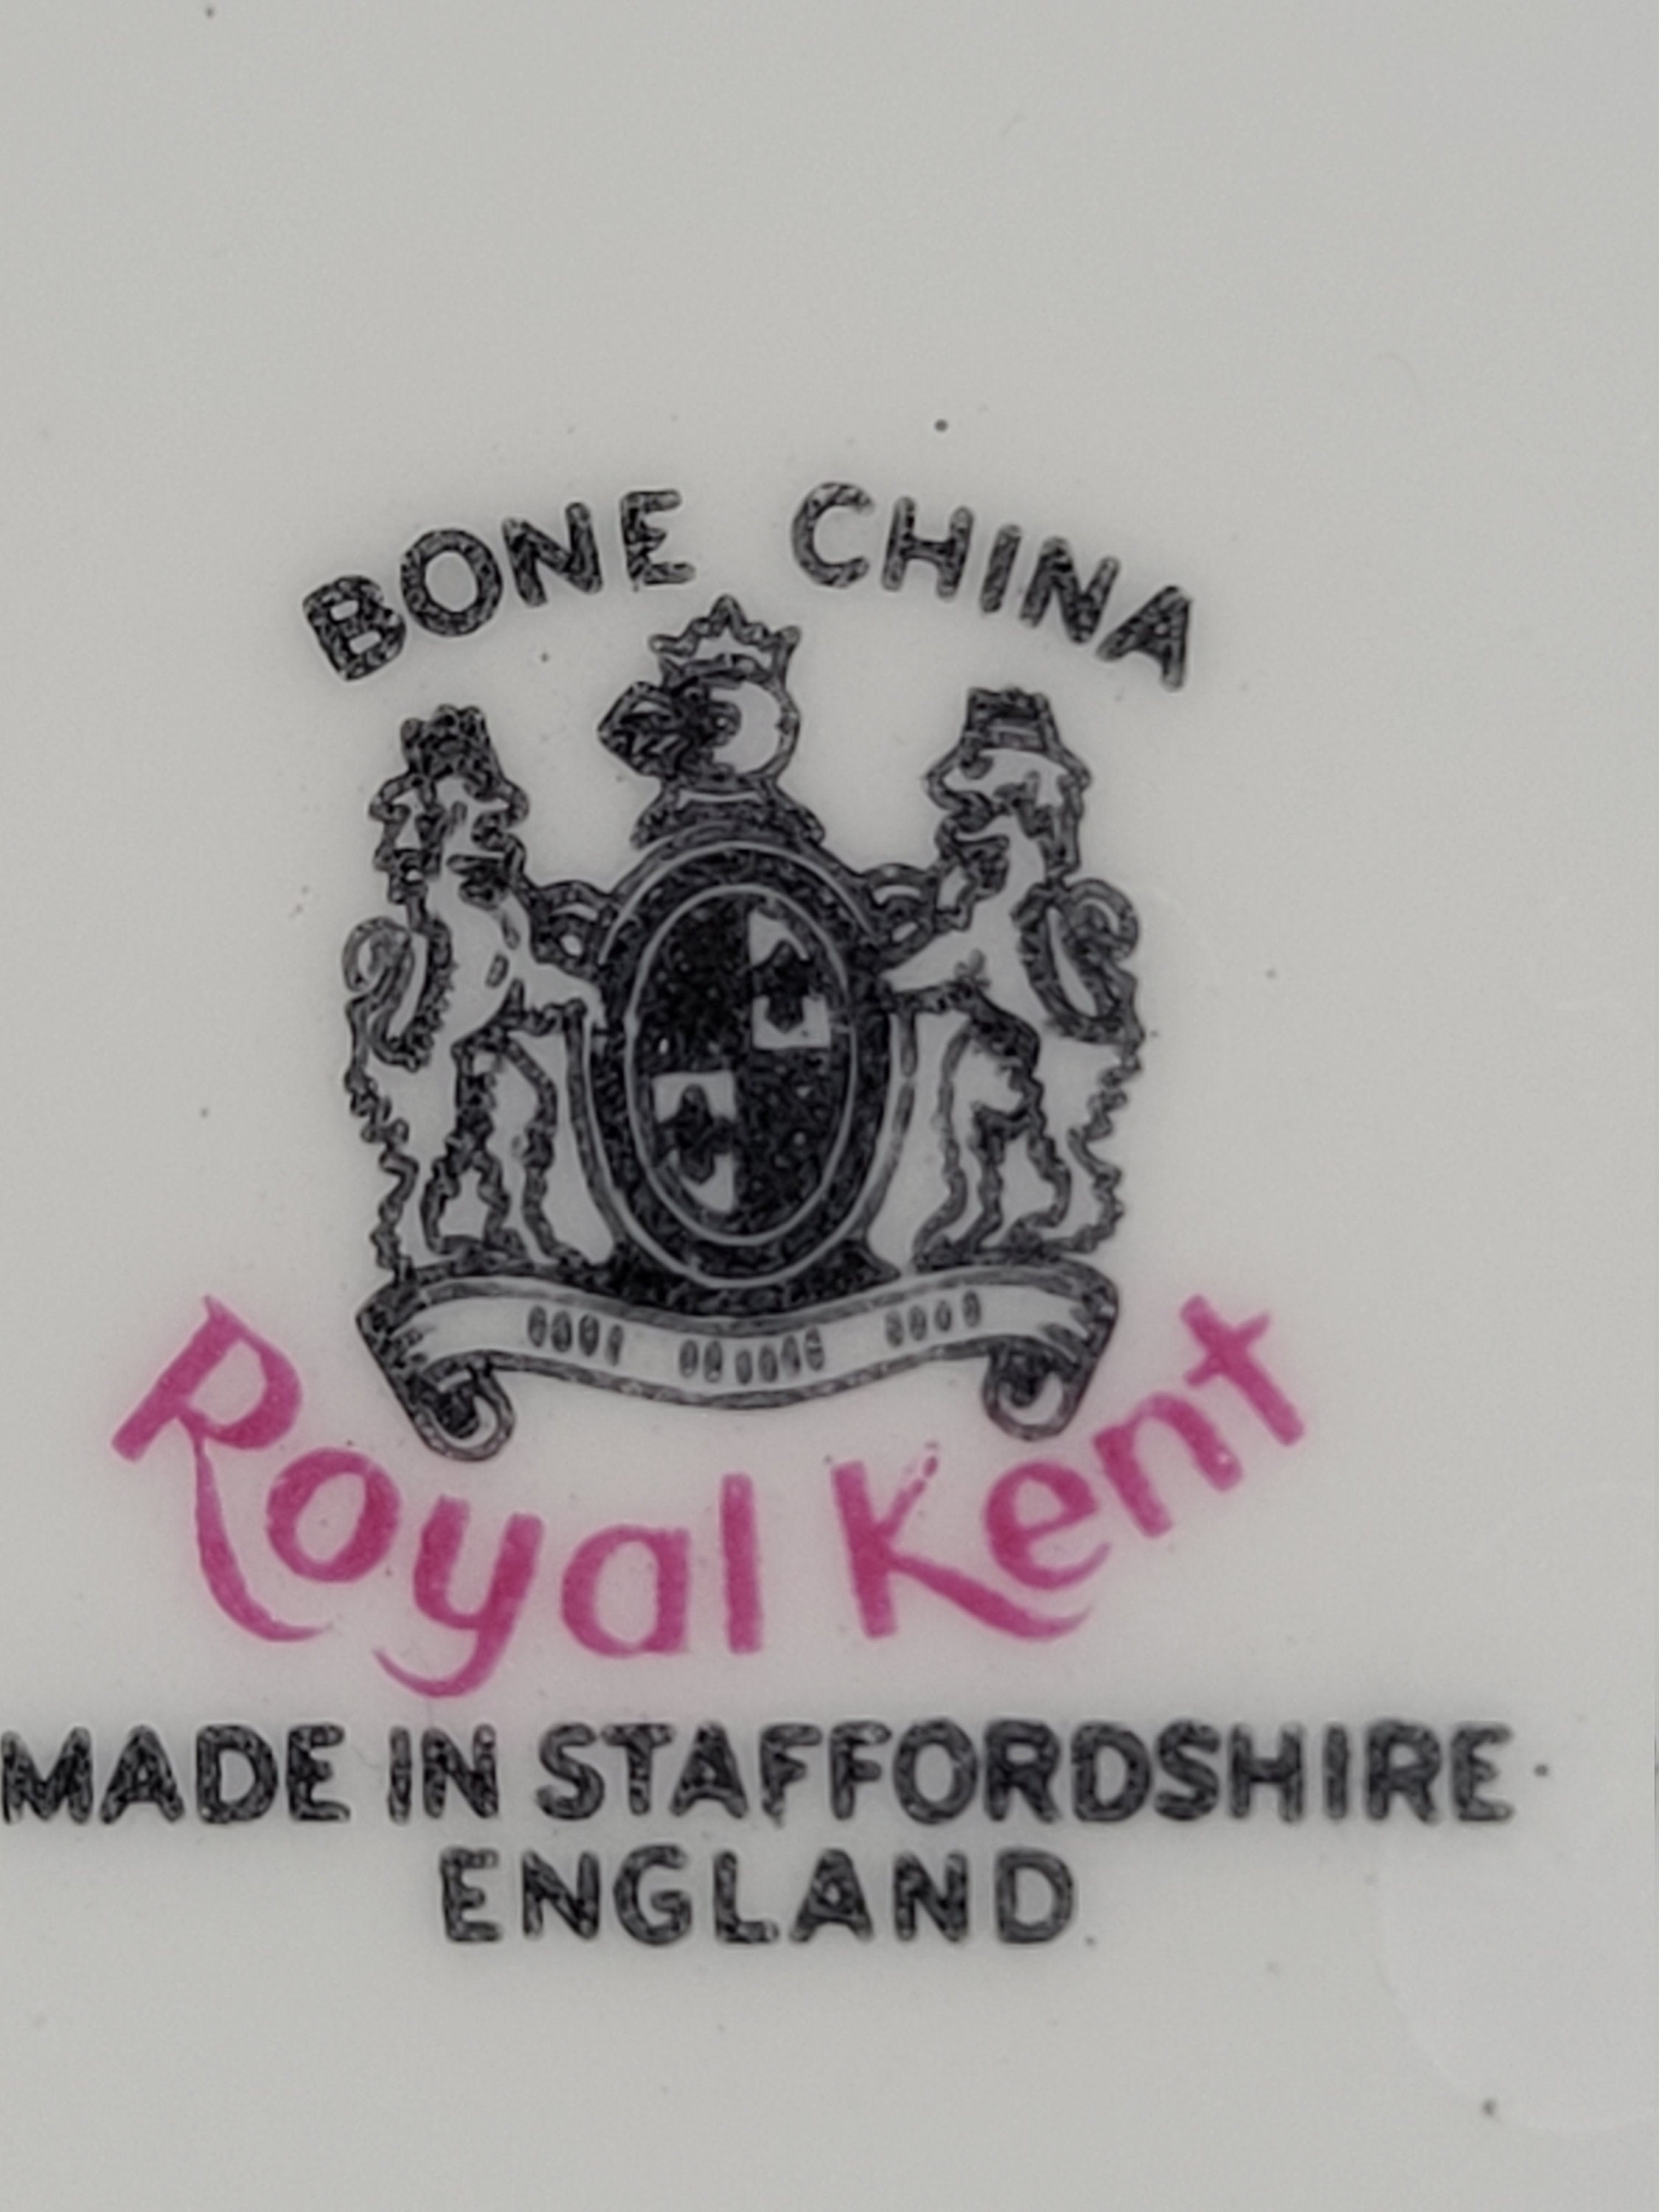 BONE CHINA
Royal Kent
MADE IN STAFFORDSHIRE
ENGLAND